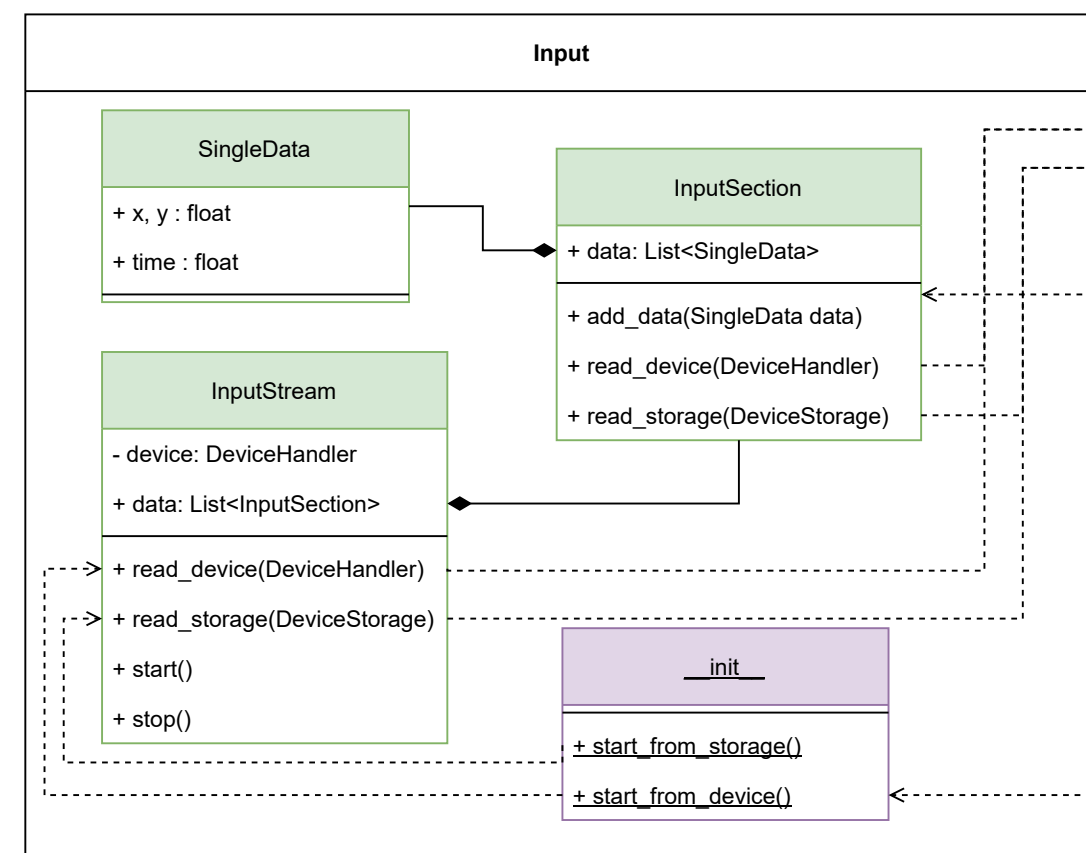 Input
SingleData
+ x, y : float
+ time : float
InputSection
+ data: List<SingleData>
+ add_data(SingleData data)
+ read_device(DeviceHandler)
+ read_storage(DeviceStorage)
InputStream
- device: DeviceHandler
+ data: List<InputSection>
+ read_device(DeviceHandler)
+ read_storage(DeviceStorage)
+ start()
+ stop()
__init__
+ start_from_storage()
+ start_from_device()